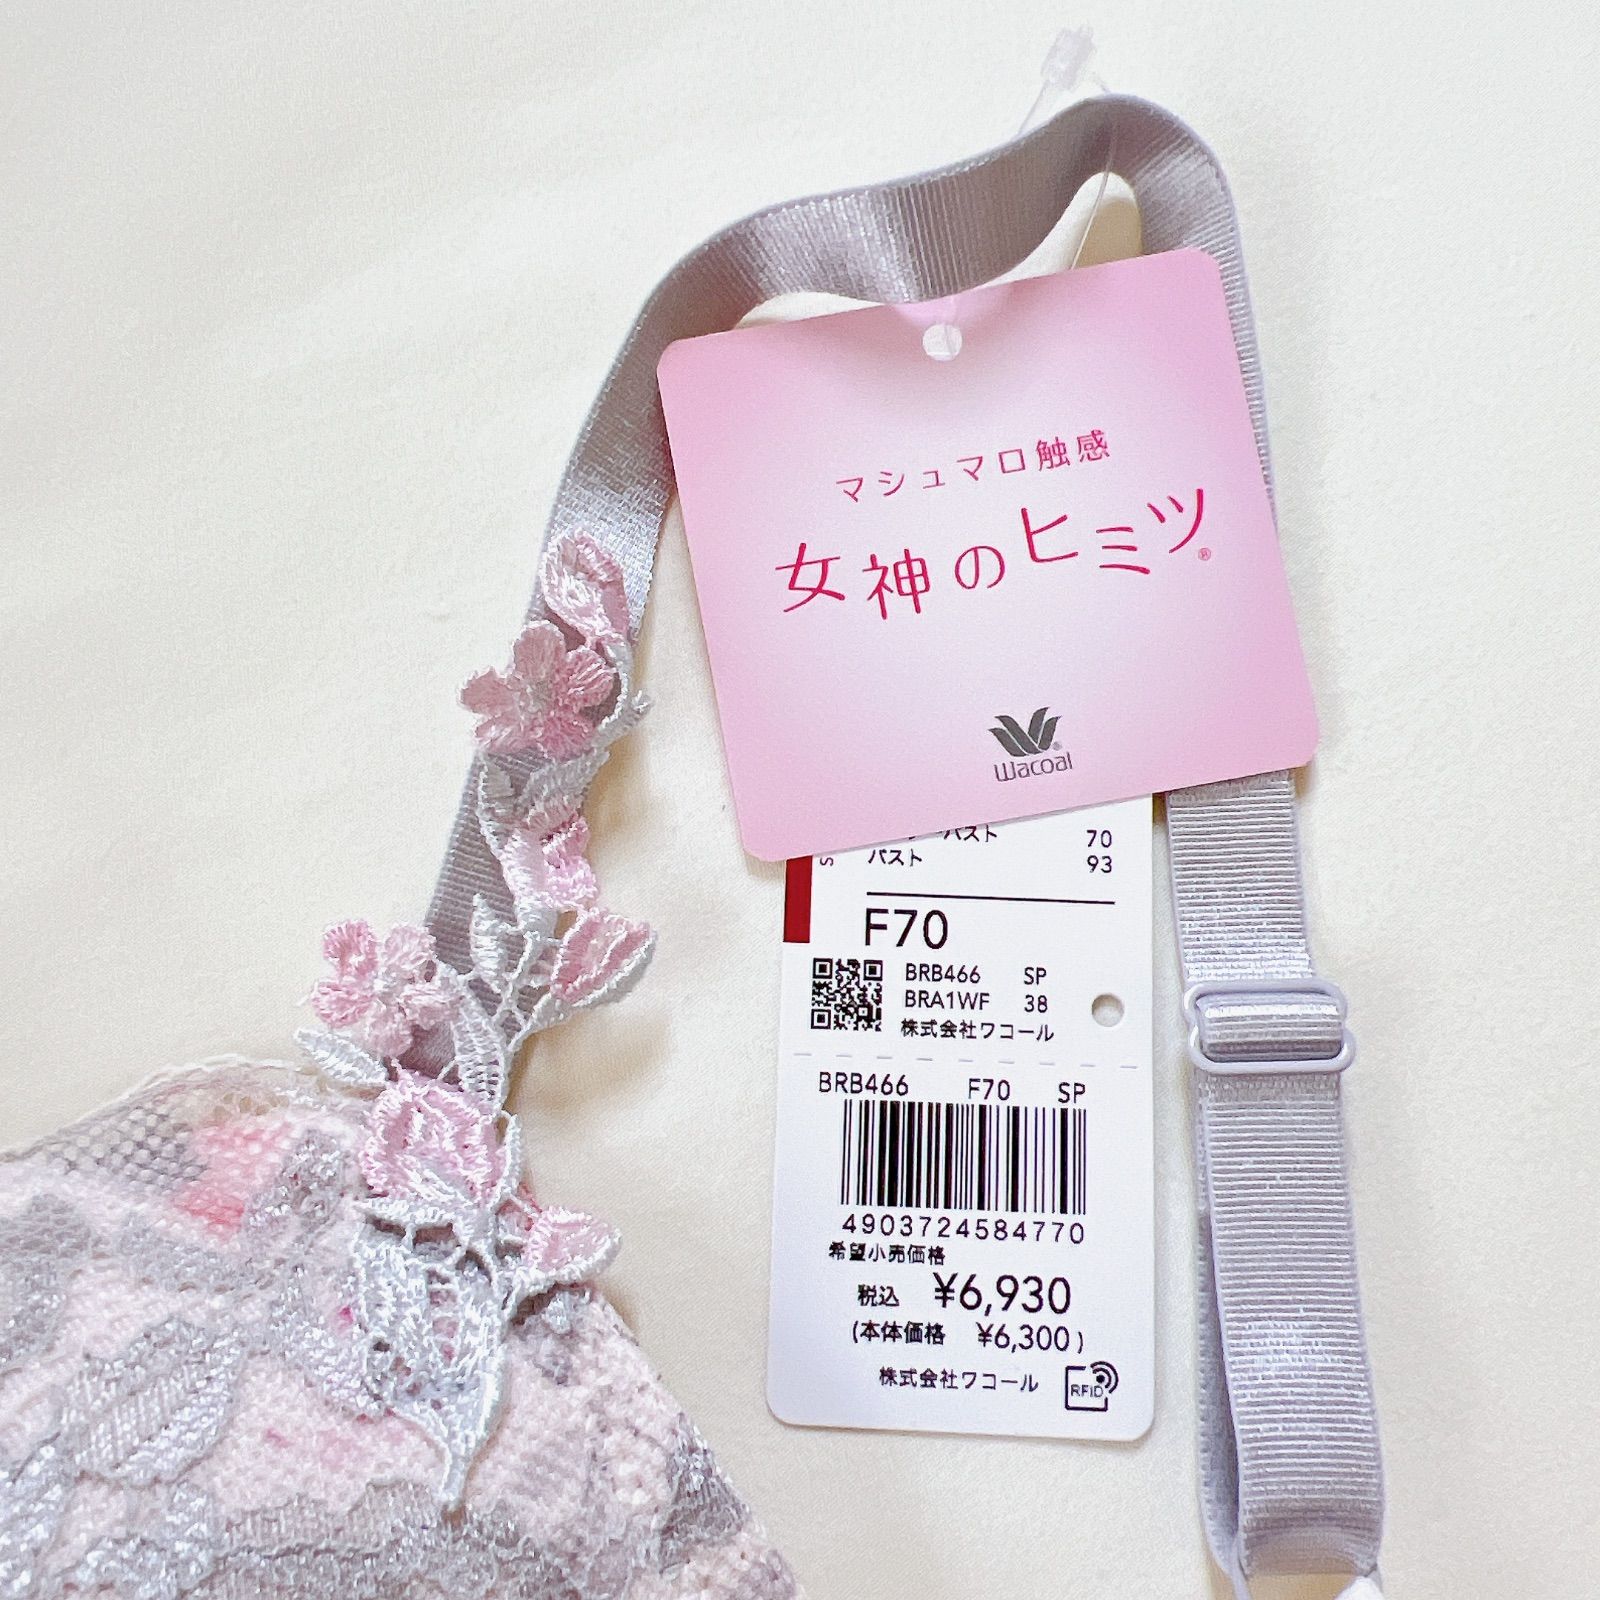 マシュマロ触感
女神のヒミツ®
Wacoal
バスト 70
バスト 93
F70
BRB466 SP
BRA1WF 38
株式会社ワコール
BRB466 F70 SP
4903724584770
希望小売価格
税込 ¥6,930
(本体価格 ¥6,300)
株式会社ワコール
RFID